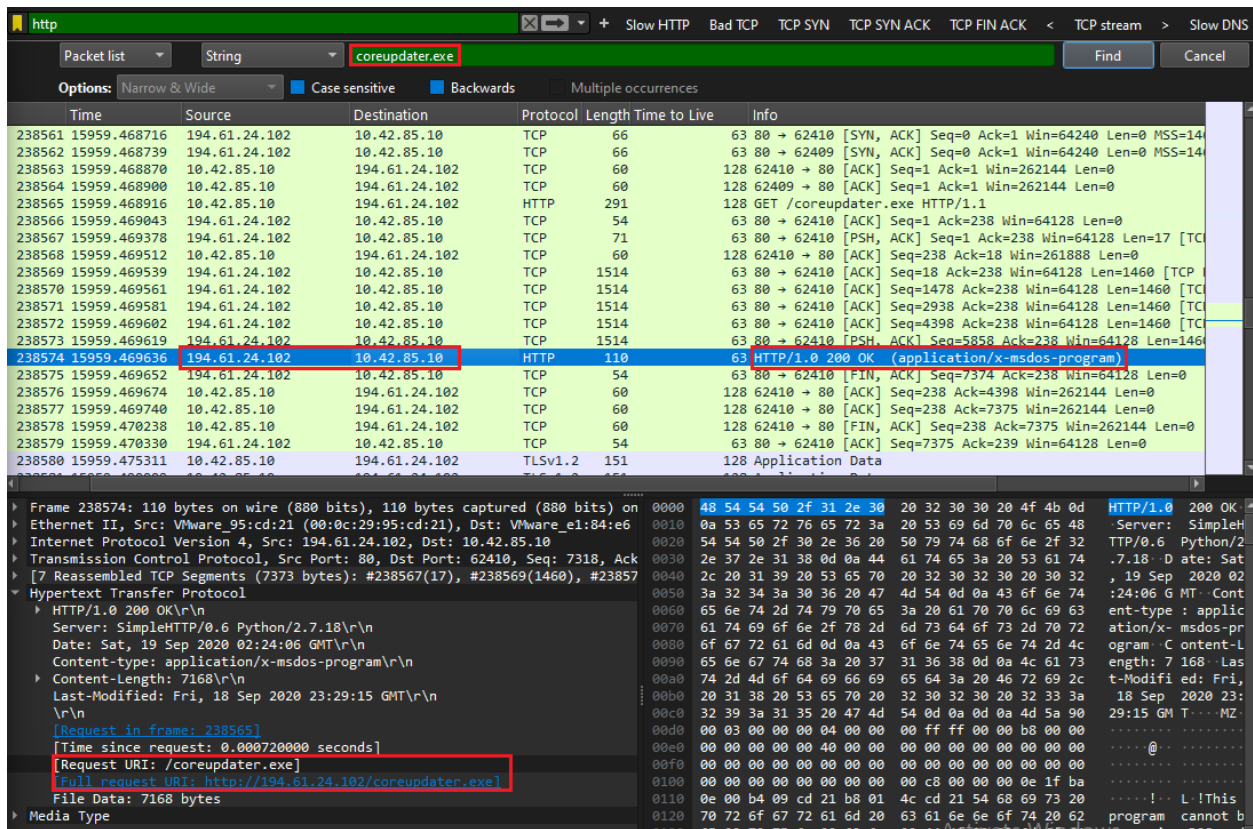 http + Slow HTTP Bad TCP TCP SYN TCP SYN ACK TCP FIN ACK < TCP stream > Slow DNS
Packet list String coreupdater.exe Find Cancel
Options: Narrow & Wide Case sensitive Backwards Multiple occurrences
Time Source Destination Protocol Length Time to Live Info
238561 15959.468716 194.61.24.102 10.42.85.10 TCP 66 63 80 → 62410 [SYN, ACK] Seq=0 Ack=1 Win=64240 Len=0 MSS=146
238562 15959.468739 194.61.24.102 10.42.85.10 TCP 66 63 80 → 62409 [SYN, ACK] Seq=0 Ack=1 Win=64240 Len=0 MSS=146
238563 15959.468870 10.42.85.10 194.61.24.102 TCP 60 128 62410 → 80 [ACK] Seq=1 Ack=1 Win=262144 Len=0
238564 15959.468900 10.42.85.10 194.61.24.102 TCP 60 128 62409 → 80 [ACK] Seq=1 Ack=1 Win=262144 Len=0
238565 15959.468916 10.42.85.10 194.61.24.102 HTTP 291 128 GET /coreupdater.exe HTTP/1.1
238566 15959.469043 194.61.24.102 10.42.85.10 TCP 54 63 80 → 62410 [ACK] Seq=1 Ack=238 Win=64128 Len=0
238567 15959.469378 194.61.24.102 10.42.85.10 TCP 71 63 80 → 62410 [PSH, ACK] Seq=1 Ack=238 Win=64128 Len=17 [TCP
238568 15959.469512 10.42.85.10 194.61.24.102 TCP 60 128 62410 → 80 [ACK] Seq=238 Ack=18 Win=261888 Len=0
238569 15959.469539 194.61.24.102 10.42.85.10 TCP 1514 63 80 → 62410 [ACK] Seq=18 Ack=238 Win=64128 Len=1460 [TCP
238570 15959.469561 194.61.24.102 10.42.85.10 TCP 1514 63 80 → 62410 [ACK] Seq=1478 Ack=238 Win=64128 Len=1460 [TC
238571 15959.469581 194.61.24.102 10.42.85.10 TCP 1514 63 80 → 62410 [ACK] Seq=2938 Ack=238 Win=64128 Len=1460 [TC
238572 15959.469602 194.61.24.102 10.42.85.10 TCP 1514 63 80 → 62410 [ACK] Seq=4398 Ack=238 Win=64128 Len=1460 [TC
238573 15959.469619 194.61.24.102 10.42.85.10 TCP 1514 63 80 → 62410 [PSH, ACK] Seq=5858 Ack=238 Win=64128 Len=146
238574 15959.469636 194.61.24.102 10.42.85.10 HTTP 110 63 HTTP/1.0 200 OK (application/x-msdos-program)
238575 15959.469652 194.61.24.102 10.42.85.10 TCP 54 63 80 → 62410 [FIN, ACK] Seq=7374 Ack=238 Win=64128 Len=0
238576 15959.469674 10.42.85.10 194.61.24.102 TCP 60 128 62410 → 80 [ACK] Seq=238 Ack=4398 Win=262144 Len=0
238577 15959.469740 10.42.85.10 194.61.24.102 TCP 60 128 62410 → 80 [ACK] Seq=238 Ack=7375 Win=262144 Len=0
238578 15959.470238 10.42.85.10 194.61.24.102 TCP 60 128 62410 → 80 [FIN, ACK] Seq=238 Ack=7375 Win=262144 Len=0
238579 15959.470330 194.61.24.102 10.42.85.10 TCP 54 63 80 → 62410 [ACK] Seq=7375 Ack=239 Win=64128 Len=0
238580 15959.475311 10.42.85.10 194.61.24.102 TLSv1.2 151 128 Application Data
Frame 238574: 110 bytes on wire (880 bits), 110 bytes captured (880 bits) on
Ethernet II, Src: VMware_95:cd:21 (00:0c:29:95:cd:21), Dst: VMware_e1:84:e6
Internet Protocol Version 4, Src: 194.61.24.102, Dst: 10.42.85.10
Transmission Control Protocol, Src Port: 80, Dst Port: 62410, Seq: 7318, Ack
[7 Reassembled TCP Segments (7373 bytes): #238567(17), #238569(1460), #23857
Hypertext Transfer Protocol
HTTP/1.0 200 OK\r\n
Server: SimpleHTTP/0.6 Python/2.7.18\r\n
Date: Sat, 19 Sep 2020 02:24:06 GMT\r\n
Content-type: application/x-msdos-program\r\n
Content-Length: 7168\r\n
Last-Modified: Fri, 18 Sep 2020 23:29:15 GMT\r\n
\r\n
[Request in frame: 238565]
[Time since request: 0.000720000 seconds]
[Request URI: /coreupdater.exe]
[Full request URI: http://194.61.24.102/coreupdater.exe]
File Data: 7168 bytes
Media Type
0000 48 54 54 50 2f 31 2e 30 20 32 30 30 20 4f 4b 0d HTTP/1.0 200 OK·
0010 0a 53 65 72 76 65 72 3a 20 53 69 6d 70 6c 65 48 ·Server: SimpleH
0020 54 54 50 2f 30 2e 36 20 50 79 74 68 6f 6e 2f 32 TTP/0.6 Python/2
0030 2e 37 2e 31 38 0d 0a 44 61 74 65 3a 20 53 61 74 .7.18··D ate: Sat
0040 2c 20 31 39 20 53 65 70 20 32 30 32 30 20 30 32 , 19 Sep 2020 02
0050 3a 32 34 3a 30 36 20 47 4d 54 0d 0a 43 6f 6e 74 :24:06 G MT··Cont
0060 65 6e 74 2d 74 79 70 65 3a 20 61 70 70 6c 69 63 ent-type : applic
0070 61 74 69 6f 6e 2f 78 2d 6d 73 64 6f 73 2d 70 72 ation/x- msdos-pr
0080 6f 67 72 61 6d 0d 0a 43 6f 6e 74 65 6e 74 2d 4c ogram··C ontent-L
0090 65 6e 67 74 68 3a 20 37 31 36 38 0d 0a 4c 61 73 ength: 7 168··Las
00a0 74 2d 4d 6f 64 69 66 69 65 64 3a 20 46 72 69 2c t-Modifi ed: Fri,
00b0 20 31 38 20 53 65 70 20 32 30 32 30 20 32 33 3a 18 Sep 2020 23:
00c0 32 39 3a 31 35 20 47 4d 54 0d 0a 0d 0a 4d 5a 90 29:15 GM T····MZ·
00d0 00 03 00 00 00 04 00 00 00 ff ff 00 00 b8 00 00
00e0 00 00 00 00 00 40 00 00 00 00 00 00 00 00 00 00 ·····@·· ········
00f0 00 00 00 00 00 00 00 00 00 00 00 00 00 00 00 00
0100 00 00 00 00 00 00 00 00 00 c8 00 00 00 0e 1f ba
0110 0e 00 b4 09 cd 21 b8 01 4c cd 21 54 68 69 73 20 ·····!·· L·!This
0120 70 72 6f 67 72 61 6d 20 63 61 6e 6e 6f 74 20 62 program cannot b